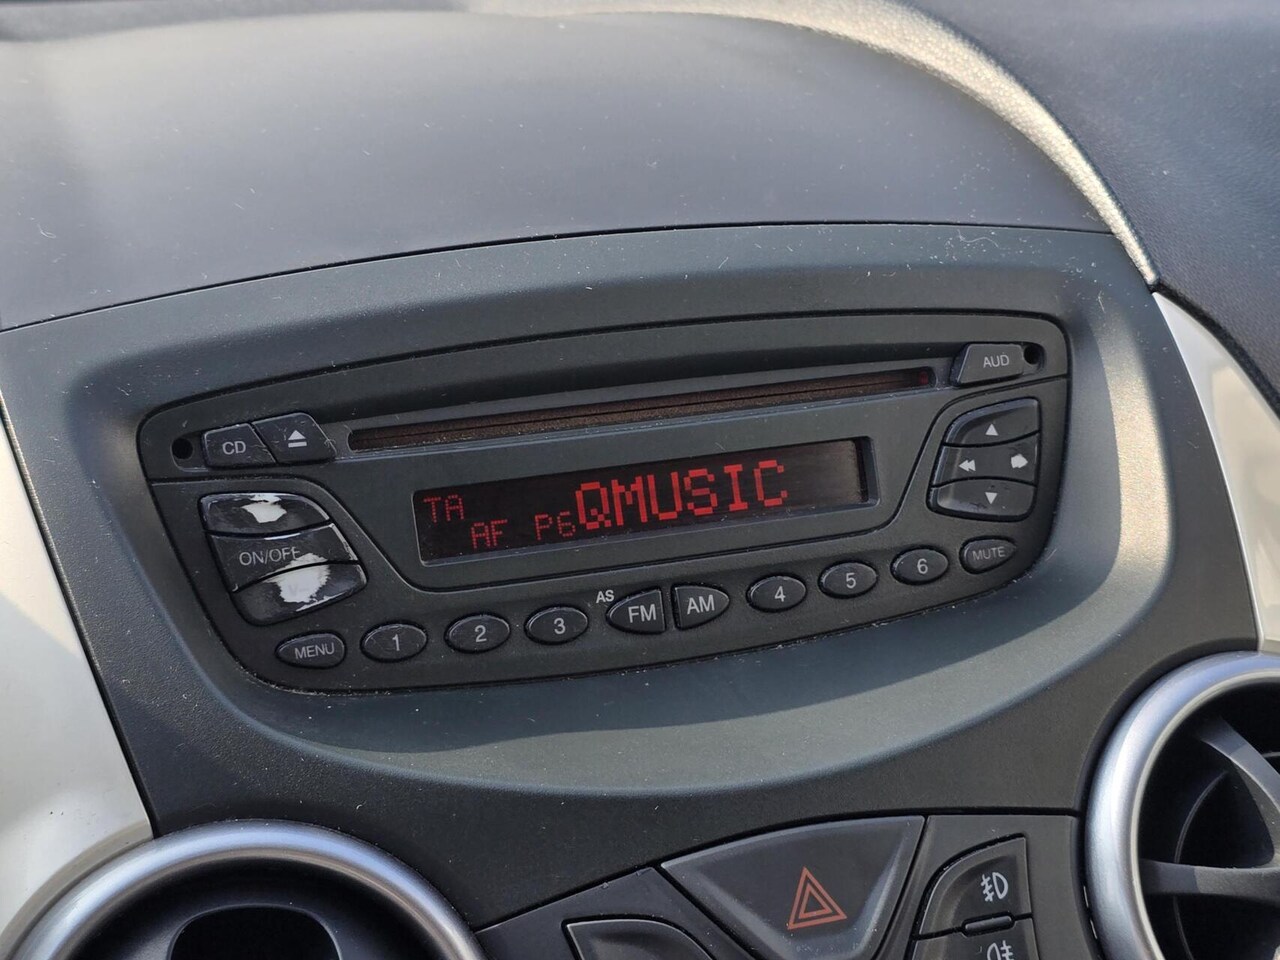 AUD
CD
TA
AF P6 QMUSIC
ON/OFF
MUTE
MENU 1 2 3 AS FM AM 4 5 6